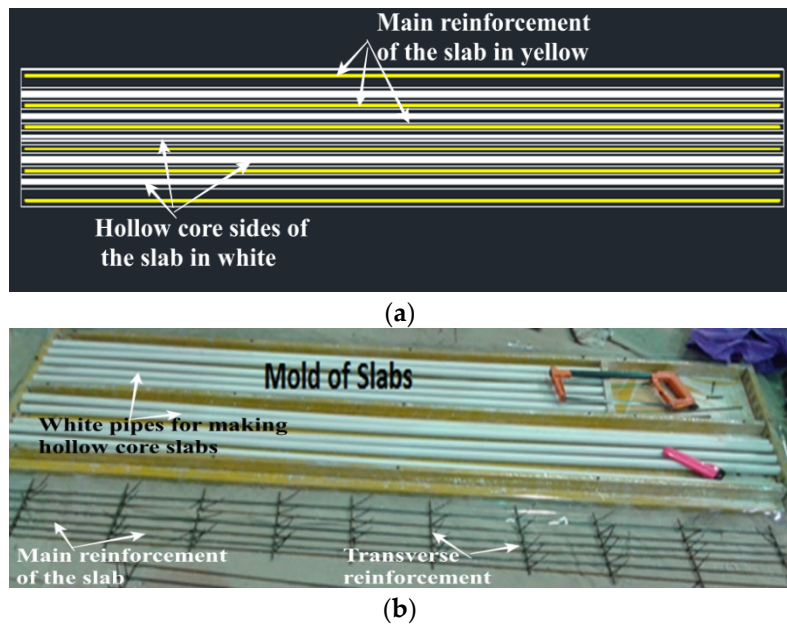 Main reinforcement
of the slab in yellow
Hollow core sides of
the slab in white
(a)
Mold of Slabs
White pipes for making
hollow core slabs
Main reinforcement
of the slab
Transverse
reinforcement
(b)